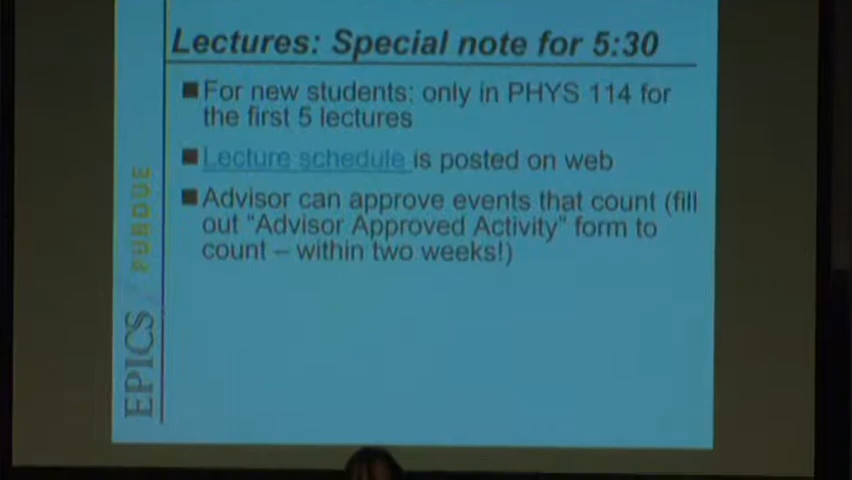 Lectures: Special note for 5:30
For new students: only in PHYS 114 for
the first 5 lectures
Lecture schedule is posted on web
Advisor can approve events that count (fill
out "Advisor Approved Activity" form to
count – within two weeks!)
EPICS PURDUE